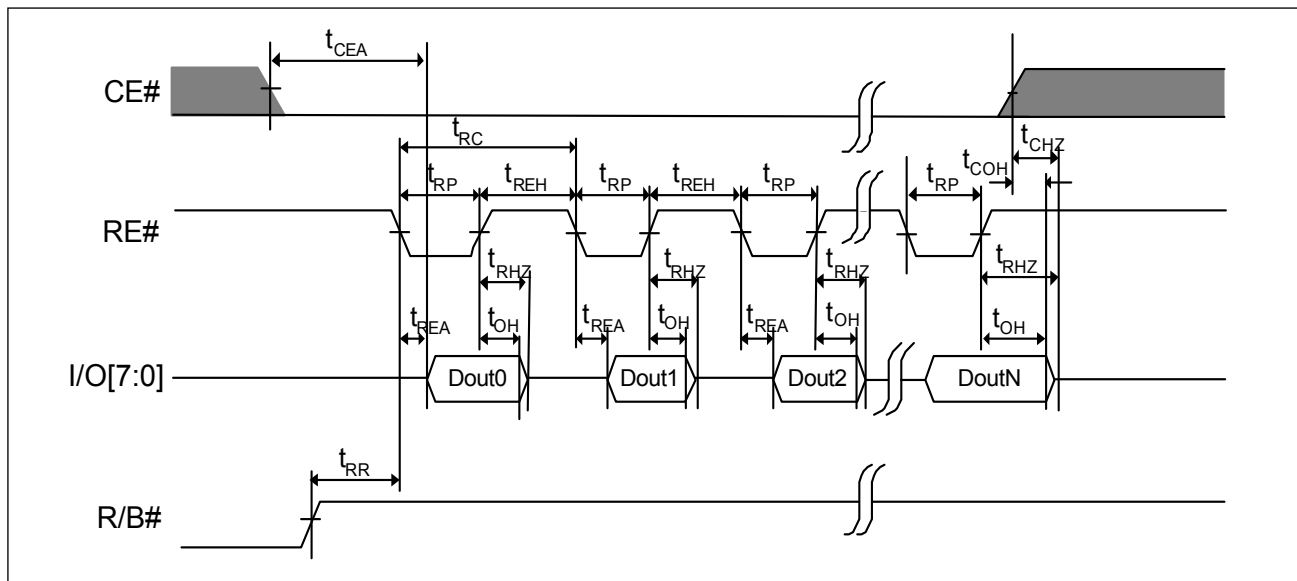 tCEA
CE#
tRC
tCHZ
tCOH
tRP tREH tRP tREH tRP tRP
RE#
tRHZ tRHZ tRHZ tRHZ
tREA tOH tREA tOH tREA tOH tOH
I/O[7:0] Dout0 Dout1 Dout2 DoutN
tRR
R/B#